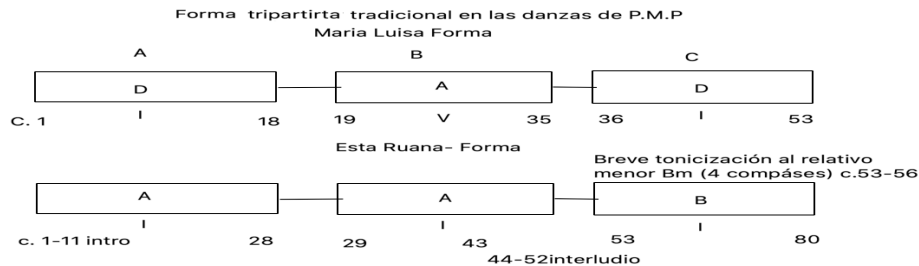 Forma tripartirta tradicional en las danzas de P.M.P
Maria Luisa Forma
A B C
D A D
C. 1 I 18 19 V 35 36 I 53
Esta Ruana- Forma
Breve tonicización al relativo
menor Bm (4 compáses) c.53-56
A A B
I I I
c. 1-11 intro 28 29 43 53 80
44-52interludio